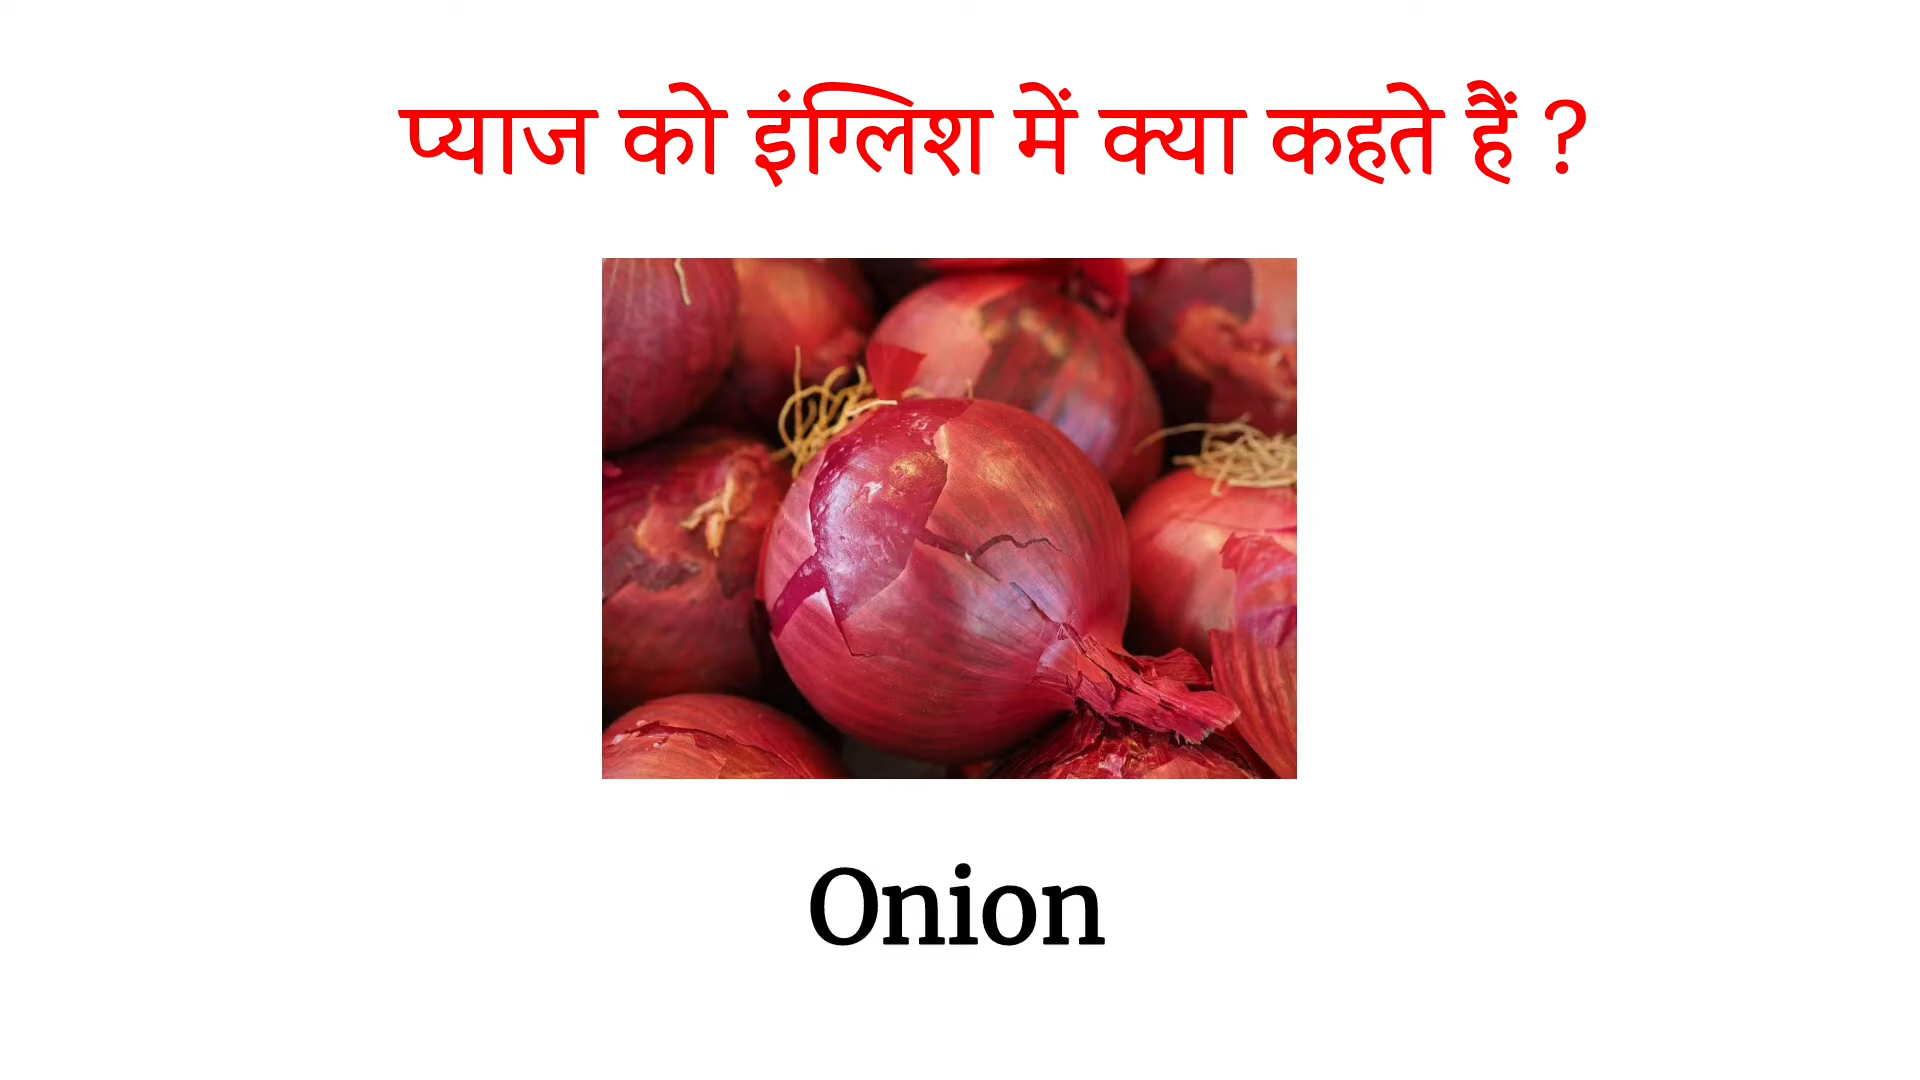 प्याज को इंग्लिश में क्या कहते हैं ?
Onion